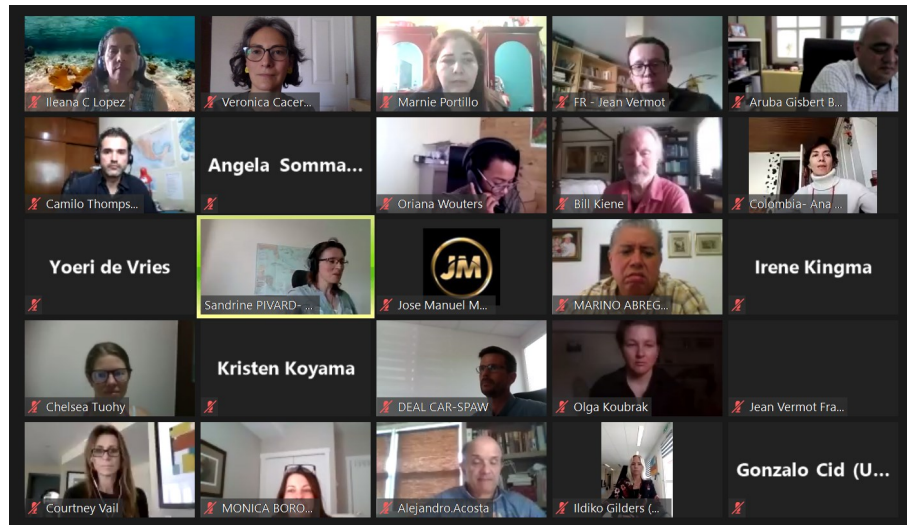 Ileana C Lopez
Veronica Cacer...
Marnie Portillo
FR - Jean Vermot
Aruba Gisbert B...
Camilo Thomps...
Angela Somma...
Oriana Wouters
Bill Kiene
Colombia- Ana ...
Yoeri de Vries
Sandrine PIVARD- ...
JM
Jose Manuel M...
MARINO ABREG...
Irene Kingma
Chelsea Tuohy
Kristen Koyama
DEAL CAR-SPAW
Olga Koubrak
Jean Vermot Fra...
Courtney Vail
MONICA BORO...
Alejandro.Acosta
Ildiko Gilders (...
Gonzalo Cid (U...